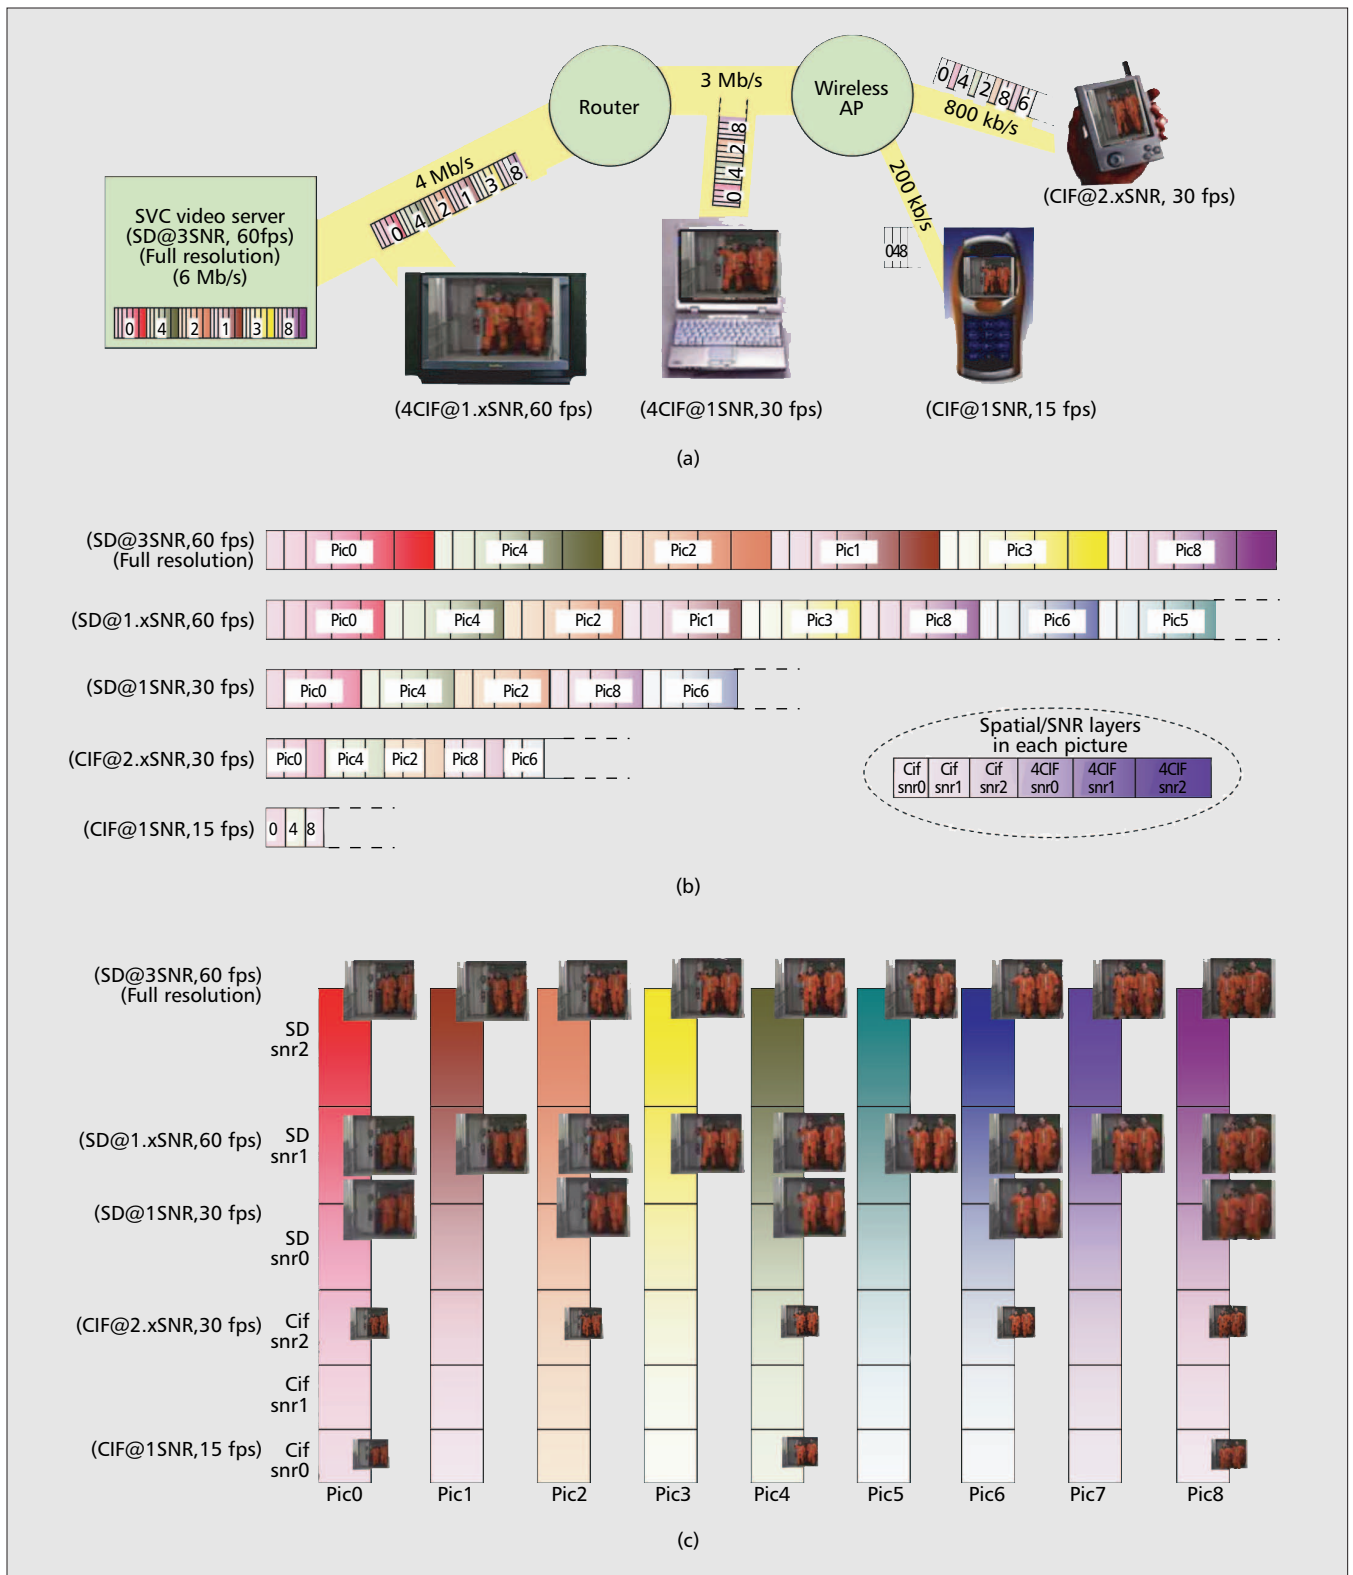 Router
3 Mb/s
Wireless
AP
0 4 2 8 6
800 kb/s
(CIF@2.xSNR, 30 fps)
4 Mb/s
0 4 2 1 3 8
0 4 2 8
200 kb/s
048
SVC video server
(SD@3SNR, 60fps)
(Full resolution)
(6 Mb/s)
0 4 2 1 3 8
(4CIF@1.xSNR,60 fps)
(4CIF@1SNR,30 fps)
(CIF@1SNR,15 fps)
(a)
(SD@3SNR,60 fps)
(Full resolution)
Pic0 Pic4 Pic2 Pic1 Pic3 Pic8
(SD@1.xSNR,60 fps)
Pic0 Pic4 Pic2 Pic1 Pic3 Pic8 Pic6 Pic5
(SD@1SNR,30 fps)
Pic0 Pic4 Pic2 Pic8 Pic6
(CIF@2.xSNR,30 fps)
Pic0 Pic4 Pic2 Pic8 Pic6
(CIF@1SNR,15 fps)
0 4 8
Spatial/SNR layers
in each picture
Cif Cif Cif 4CIF 4CIF 4CIF
snr0 snr1 snr2 snr0 snr1 snr2
(b)
(SD@3SNR,60 fps)
(Full resolution)
SD
snr2
(SD@1.xSNR,60 fps)
SD
snr1
(SD@1SNR,30 fps)
SD
snr0
(CIF@2.xSNR,30 fps)
Cif
snr2
Cif
snr1
(CIF@1SNR,15 fps)
Cif
snr0
Pic0 Pic1 Pic2 Pic3 Pic4 Pic5 Pic6 Pic7 Pic8
(c)